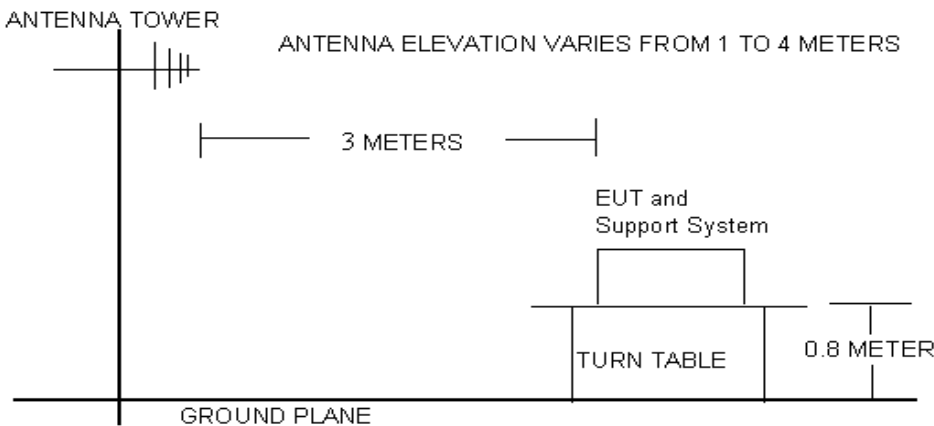 ANTENNA TOWER
ANTENNA ELEVATION VARIES FROM 1 TO 4 METERS
3 METERS
EUT and
Support System
TURN TABLE
0.8 METER
GROUND PLANE